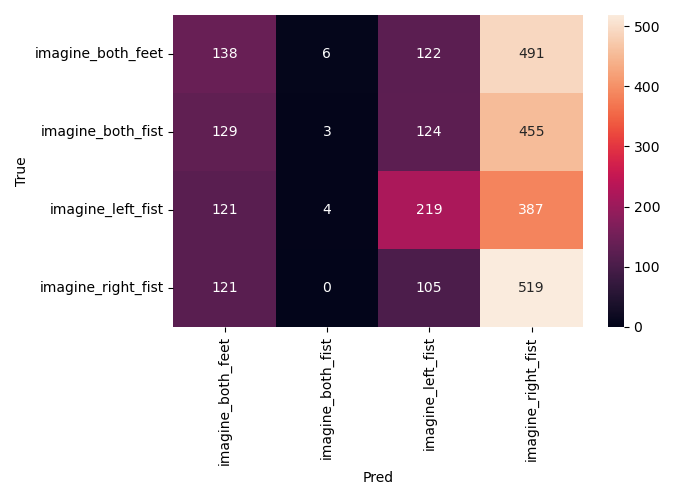 imagine_both_feet 138 6 122 491
imagine_both_fist 129 3 124 455
imagine_left_fist 121 4 219 387
imagine_right_fist 121 0 105 519
True
imagine_both_feet
imagine_both_fist
imagine_left_fist
imagine_right_fist
Pred
500
400
300
200
100
0